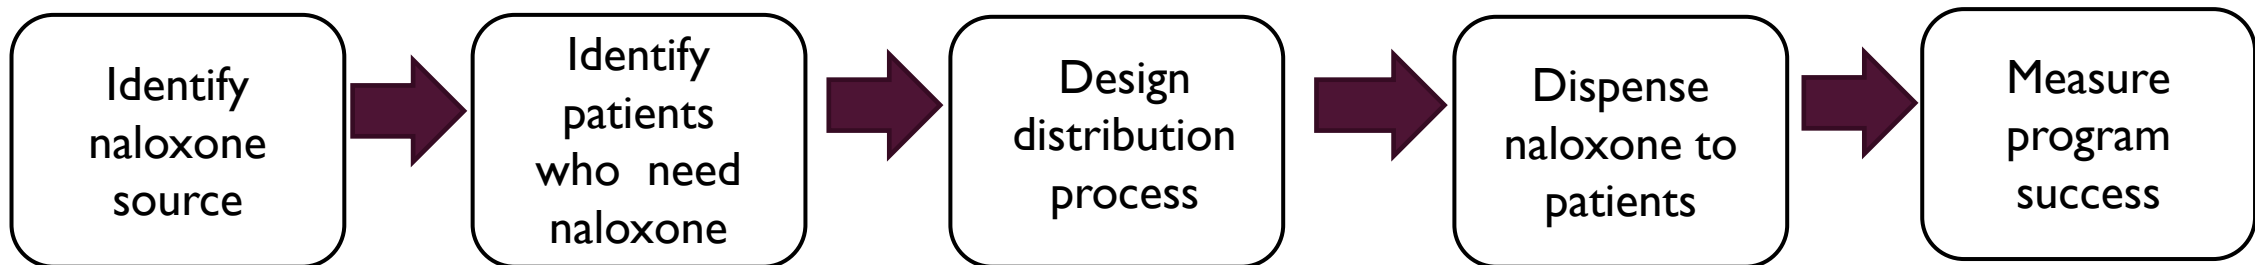 Identify
naloxone
source
Identify
patients
who  need
naloxone
Design
distribution
process
Dispense
naloxone to
patients
Measure
program
success